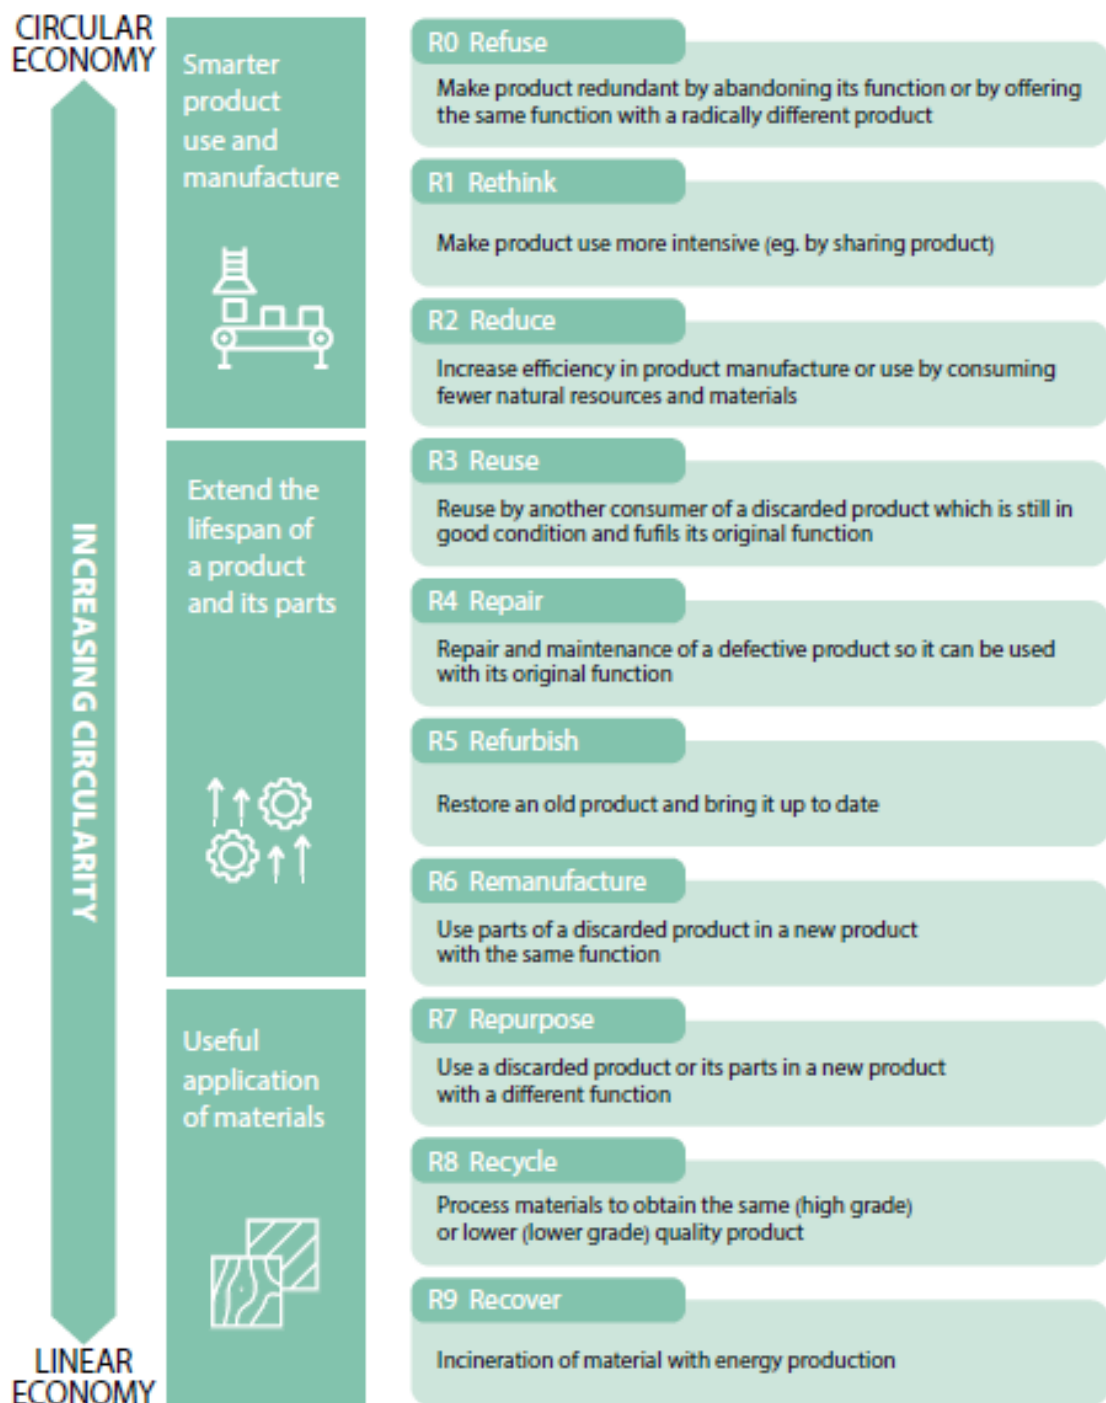 CIRCULAR
ECONOMY
INCREASING CIRCULARITY
LINEAR
ECONOMY
Smarter
product
use and
manufacture
R0 Refuse
Make product redundant by abandoning its function or by offering
the same function with a radically different product
R1 Rethink
Make product use more intensive (eg. by sharing product)
R2 Reduce
Increase efficiency in product manufacture or use by consuming
fewer natural resources and materials
Extend the
lifespan of
a product
and its parts
R3 Reuse
Reuse by another consumer of a discarded product which is still in
good condition and fufils its original function
R4 Repair
Repair and maintenance of a defective product so it can be used
with its original function
R5 Refurbish
Restore an old product and bring it up to date
R6 Remanufacture
Use parts of a discarded product in a new product
with the same function
Useful
application
of materials
R7 Repurpose
Use a discarded product or its parts in a new product
with a different function
R8 Recycle
Process materials to obtain the same (high grade)
or lower (lower grade) quality product
R9 Recover
Incineration of material with energy production